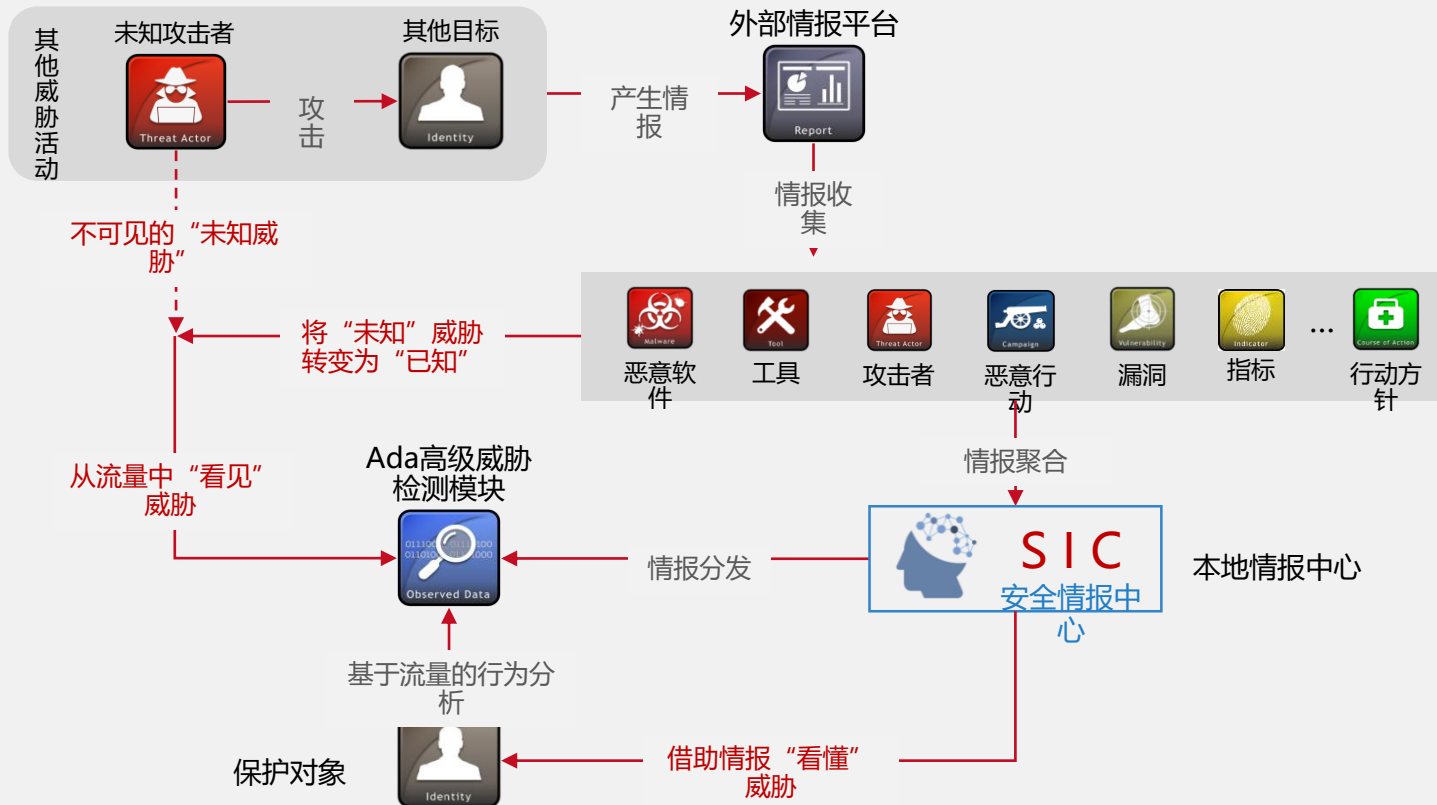 其他威胁活动
未知攻击者
Threat Actor
攻
击
其他目标
Identity
产生情
报
外部情报平台
Report
情报收
集
不可见的“未知威
胁”
将“未知”威胁
转变为“已知”
Malware
Tool
Threat Actor
Campaign
Vulnerability
Indicator
...
Course of Action
恶意软
件
工具
攻击者
恶意行
动
漏洞
指标
行动方
针
从流量中“看见”
威胁
Ada高级威胁
检测模块
Observed Data
情报聚合
情报分发
SIC
安全情报中
心
本地情报中心
基于流量的行为分
析
保护对象
Identity
借助情报“看懂”
威胁